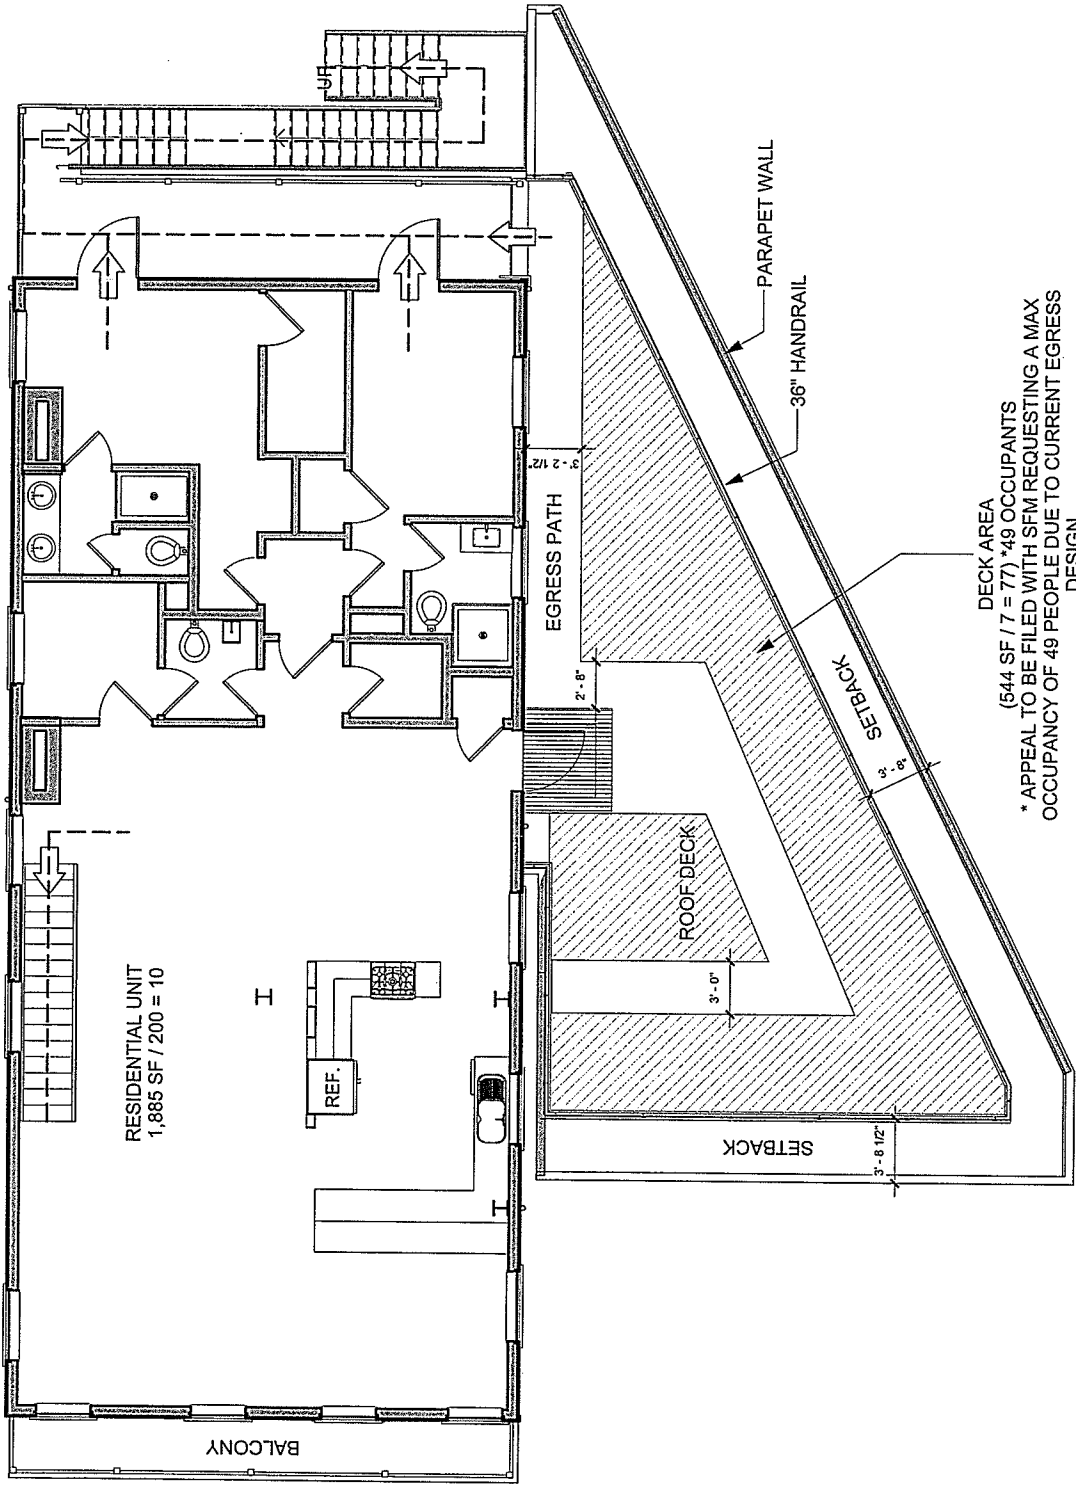 UP
PARAPET WALL
36" HANDRAIL
3' - 2 1/2"
EGRESS PATH
2' - 8"
DECK AREA
(544 SF / 7 = 77) *49 OCCUPANTS
* APPEAL TO BE FILED WITH SFM REQUESTING A MAX
OCCUPANCY OF 49 PEOPLE DUE TO CURRENT EGRESS
DESIGN
SETBACK
3' - 8"
ROOF DECK
3' - 0"
RESIDENTIAL UNIT
1,885 SF / 200 = 10
REF.
SETBACK
3' - 8 1/2"
BALCONY